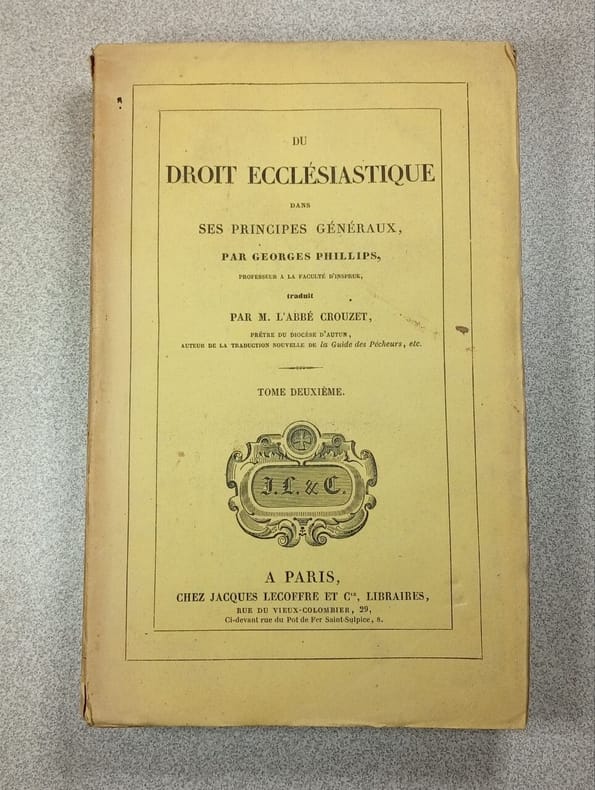 DU
DROIT ECCLÉSIASTIQUE
DANS
SES PRINCIPES GÉNÉRAUX,
PAR GEORGES PHILLIPS,
PROFESSEUR A LA FACULTÉ D'INSPRUK,
traduit
PAR M. L'ABBÉ CROUZET,
PRÊTRE DU DIOCÈSE D'AUTUN,
AUTEUR DE LA TRADUCTION NOUVELLE DE la Guide des Pécheurs, etc.
TOME DEUXIÈME.
J. L. & C.
A PARIS,
CHEZ JACQUES LECOFFRE ET Cie, LIBRAIRES,
RUE DU VIEUX-COLOMBIER, 29,
Ci-devant rue du Pot de Fer Saint-Sulpice, 8.